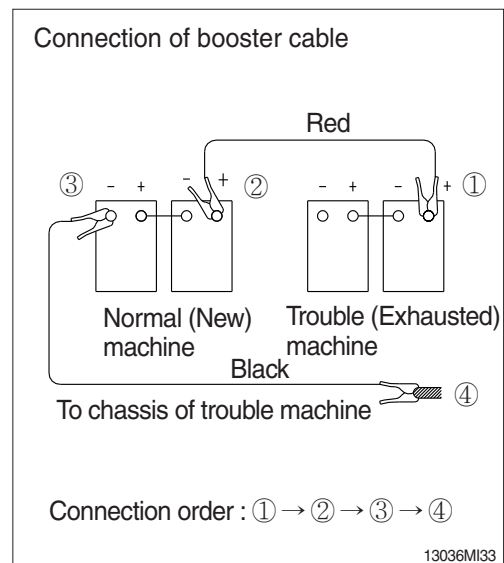 Connection of booster cable
Red
③ - + - + ② - + - + ①
Normal (New)
machine
Trouble (Exhausted)
machine
Black
④
To chassis of trouble machine
Connection order : ① → ② → ③ → ④
13036MI33